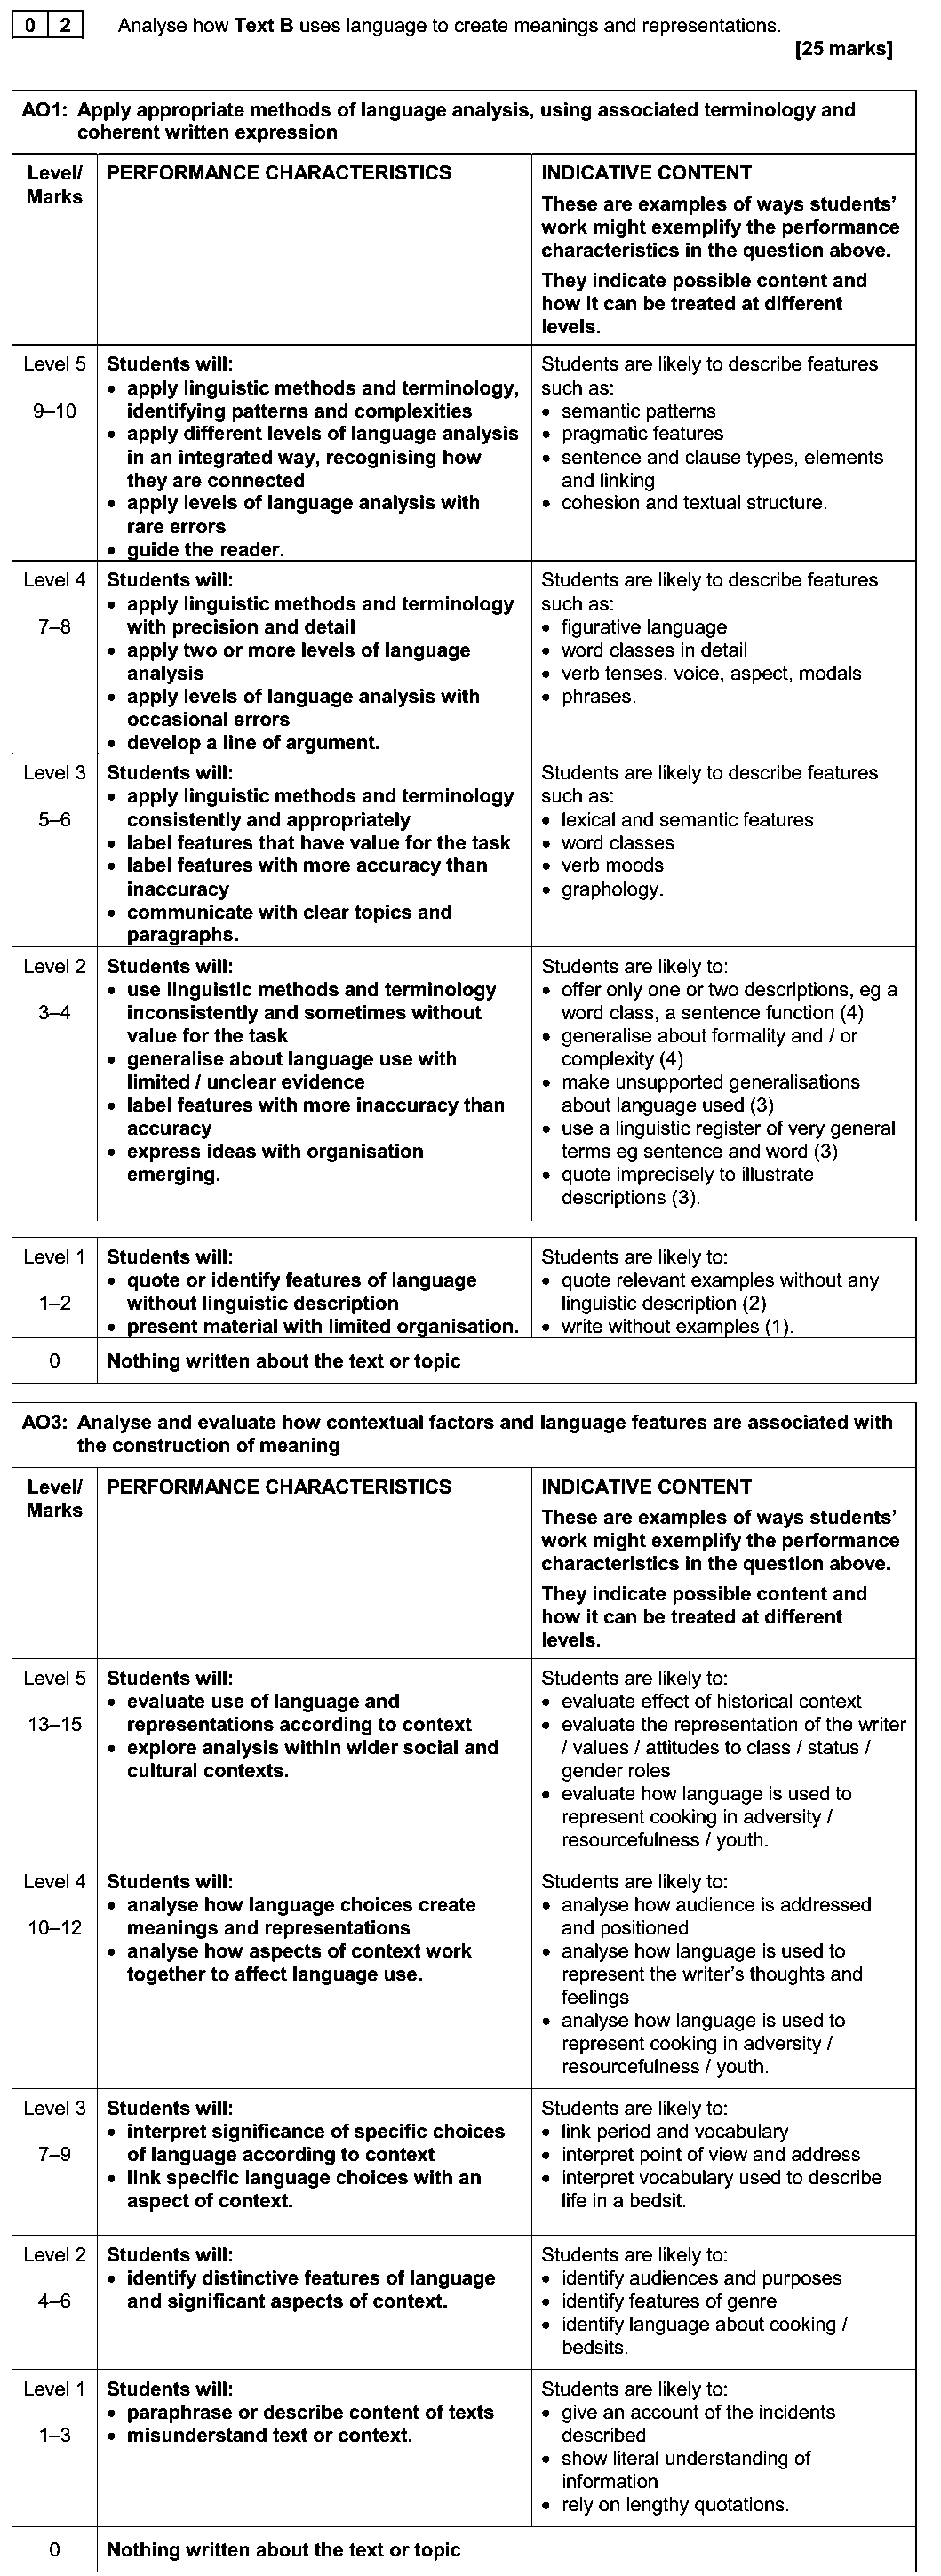 0 2 Analyse how Text B uses language to create meanings and representations.
[25 marks]
AO1: Apply appropriate methods of language analysis, using associated terminology and
coherent written expression
Level/
Marks
PERFORMANCE CHARACTERISTICS
INDICATIVE CONTENT
These are examples of ways students'
work might exemplify the performance
characteristics in the question above.
They indicate possible content and
how it can be treated at different
levels.
Level 5
9–10
Students will:
• apply linguistic methods and terminology,
identifying patterns and complexities
• apply different levels of language analysis
in an integrated way, recognising how
they are connected
• apply levels of language analysis with
rare errors
• guide the reader.
Students are likely to describe features
such as:
• semantic patterns
• pragmatic features
• sentence and clause types, elements
and linking
• cohesion and textual structure.
Level 4
7–8
Students will:
• apply linguistic methods and terminology
with precision and detail
• apply two or more levels of language
analysis
• apply levels of language analysis with
occasional errors
• develop a line of argument.
Students are likely to describe features
such as:
• figurative language
• word classes in detail
• verb tenses, voice, aspect, modals
• phrases.
Level 3
5–6
Students will:
• apply linguistic methods and terminology
consistently and appropriately
• label features that have value for the task
• label features with more accuracy than
inaccuracy
• communicate with clear topics and
paragraphs.
Students are likely to describe features
such as:
• lexical and semantic features
• word classes
• verb moods
• graphology.
Level 2
3–4
Students will:
• use linguistic methods and terminology
inconsistently and sometimes without
value for the task
• generalise about language use with
limited / unclear evidence
• label features with more inaccuracy than
accuracy
• express ideas with organisation
emerging.
Students are likely to:
• offer only one or two descriptions, eg a
word class, a sentence function (4)
• generalise about formality and / or
complexity (4)
• make unsupported generalisations
about language used (3)
• use a linguistic register of very general
terms eg sentence and word (3)
• quote imprecisely to illustrate
descriptions (3).
Level 1
1–2
Students will:
• quote or identify features of language
without linguistic description
• present material with limited organisation.
Students are likely to:
• quote relevant examples without any
linguistic description (2)
• write without examples (1).
0
Nothing written about the text or topic
AO3: Analyse and evaluate how contextual factors and language features are associated with
the construction of meaning
Level/
Marks
PERFORMANCE CHARACTERISTICS
INDICATIVE CONTENT
These are examples of ways students'
work might exemplify the performance
characteristics in the question above.
They indicate possible content and
how it can be treated at different
levels.
Level 5
13–15
Students will:
• evaluate use of language and
representations according to context
• explore analysis within wider social and
cultural contexts.
Students are likely to:
• evaluate effect of historical context
• evaluate the representation of the writer
/ values / attitudes to class / status /
gender roles
• evaluate how language is used to
represent cooking in adversity /
resourcefulness / youth.
Level 4
10–12
Students will:
• analyse how language choices create
meanings and representations
• analyse how aspects of context work
together to affect language use.
Students are likely to:
• analyse how audience is addressed
and positioned
• analyse how language is used to
represent the writer's thoughts and
feelings
• analyse how language is used to
represent cooking in adversity /
resourcefulness / youth.
Level 3
7–9
Students will:
• interpret significance of specific choices
of language according to context
• link specific language choices with an
aspect of context.
Students are likely to:
• link period and vocabulary
• interpret point of view and address
• interpret vocabulary used to describe
life in a bedsit.
Level 2
4–6
Students will:
• identify distinctive features of language
and significant aspects of context.
Students are likely to:
• identify audiences and purposes
• identify features of genre
• identify language about cooking /
bedsits.
Level 1
1–3
Students will:
• paraphrase or describe content of texts
• misunderstand text or context.
Students are likely to:
• give an account of the incidents
described
• show literal understanding of
information
• rely on lengthy quotations.
0
Nothing written about the text or topic